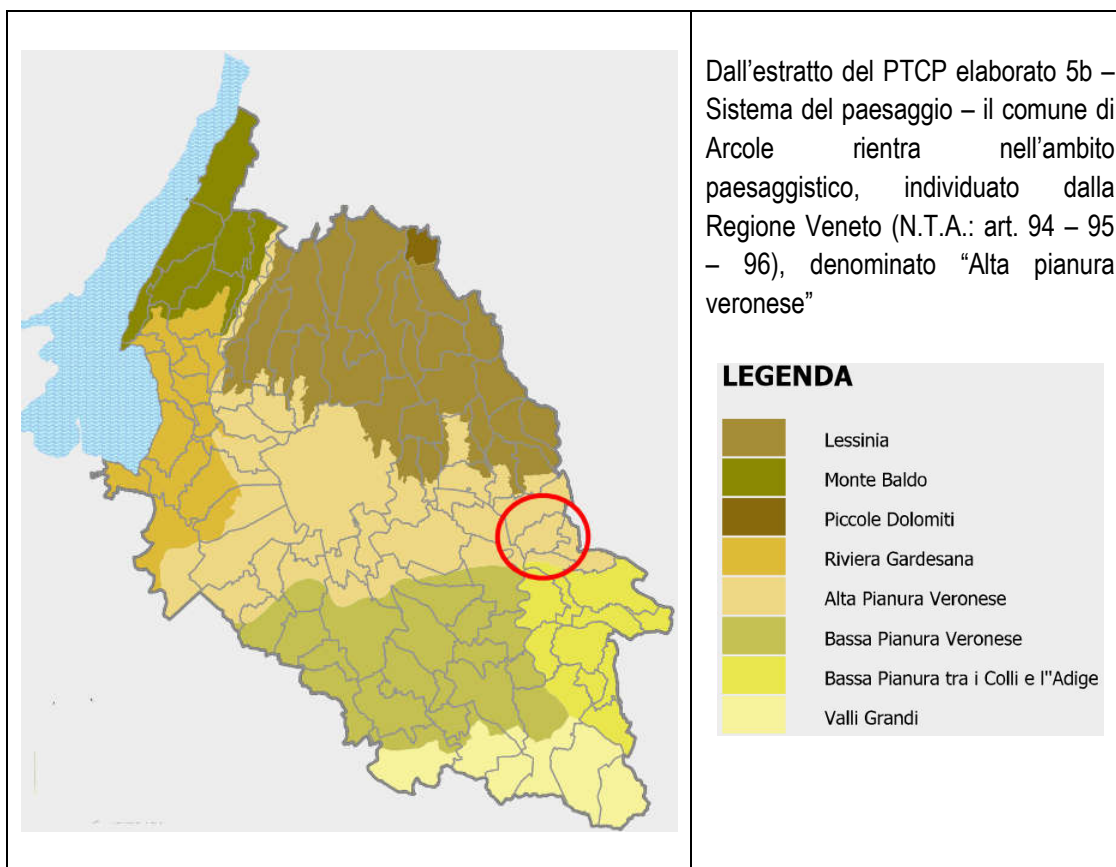 Dall'estratto del PTCP elaborato 5b –
Sistema del paesaggio – il comune di
Arcole rientra nell'ambito
paesaggistico, individuato dalla
Regione Veneto (N.T.A.: art. 94 – 95
– 96), denominato “Alta pianura
veronese”
LEGENDA
Lessinia
Monte Baldo
Piccole Dolomiti
Riviera Gardesana
Alta Pianura Veronese
Bassa Pianura Veronese
Bassa Pianura tra i Colli e l''Adige
Valli Grandi